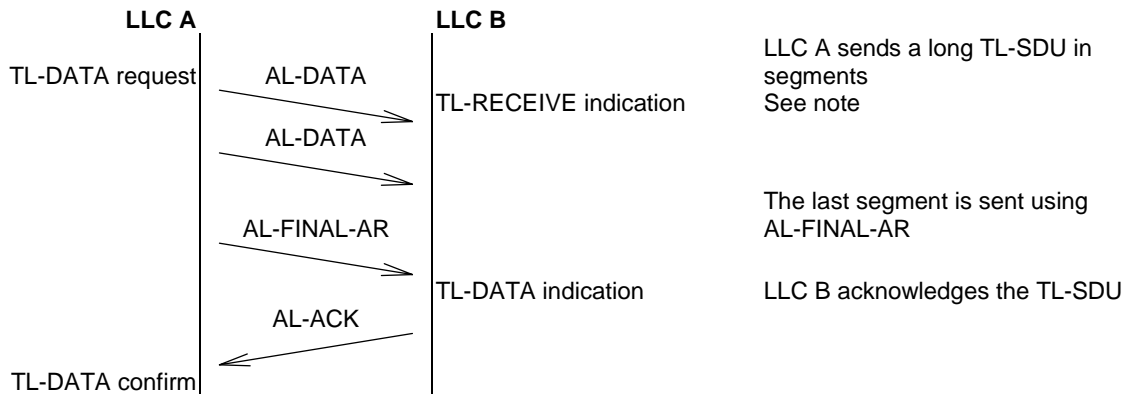 LLC A
LLC B
TL-DATA request
AL-DATA
LLC A sends a long TL-SDU in
segments
See note
TL-RECEIVE indication
AL-DATA
The last segment is sent using
AL-FINAL-AR
AL-FINAL-AR
TL-DATA indication
LLC B acknowledges the TL-SDU
AL-ACK
TL-DATA confirm